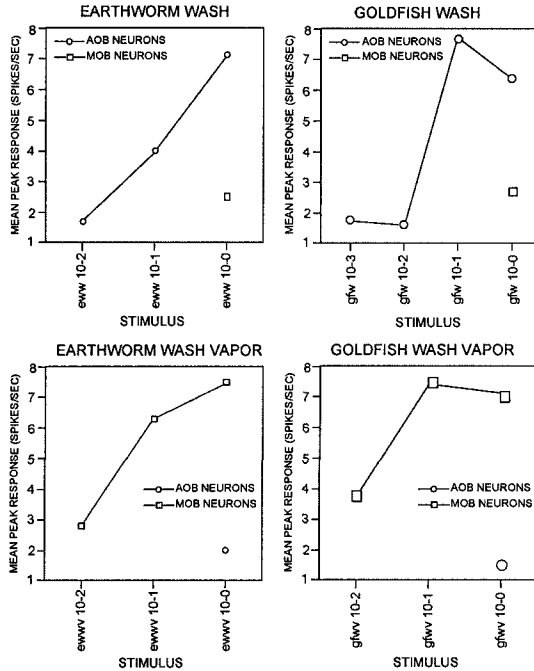 EARTHWORM WASH
AOB NEURONS
MOB NEURONS
MEAN PEAK RESPONSE (SPIKES/SEC)
8
7
6
5
4
3
2
1
eww 10-2
eww 10-1
eww 10-0
STIMULUS
GOLDFISH WASH
AOB NEURONS
MOB NEURONS
MEAN PEAK RESPONSE (SPIKES/SEC)
8
7
6
5
4
3
2
1
gfw 10-3
gfw 10-2
gfw 10-1
gfw 10-0
STIMULUS
EARTHWORM WASH VAPOR
AOB NEURONS
MOB NEURONS
MEAN PEAK RESPONSE (SPIKES/SEC)
8
7
6
5
4
3
2
1
ewwv 10-2
ewwv 10-1
ewwv 10-0
STIMULUS
GOLDFISH WASH VAPOR
AOB NEURONS
MOB NEURONS
MEAN PEAK RESPONSE (SPIKES/SEC)
8
7
6
5
4
3
2
1
gfwv 10-2
gfwv 10-1
gfwv 10-0
STIMULUS